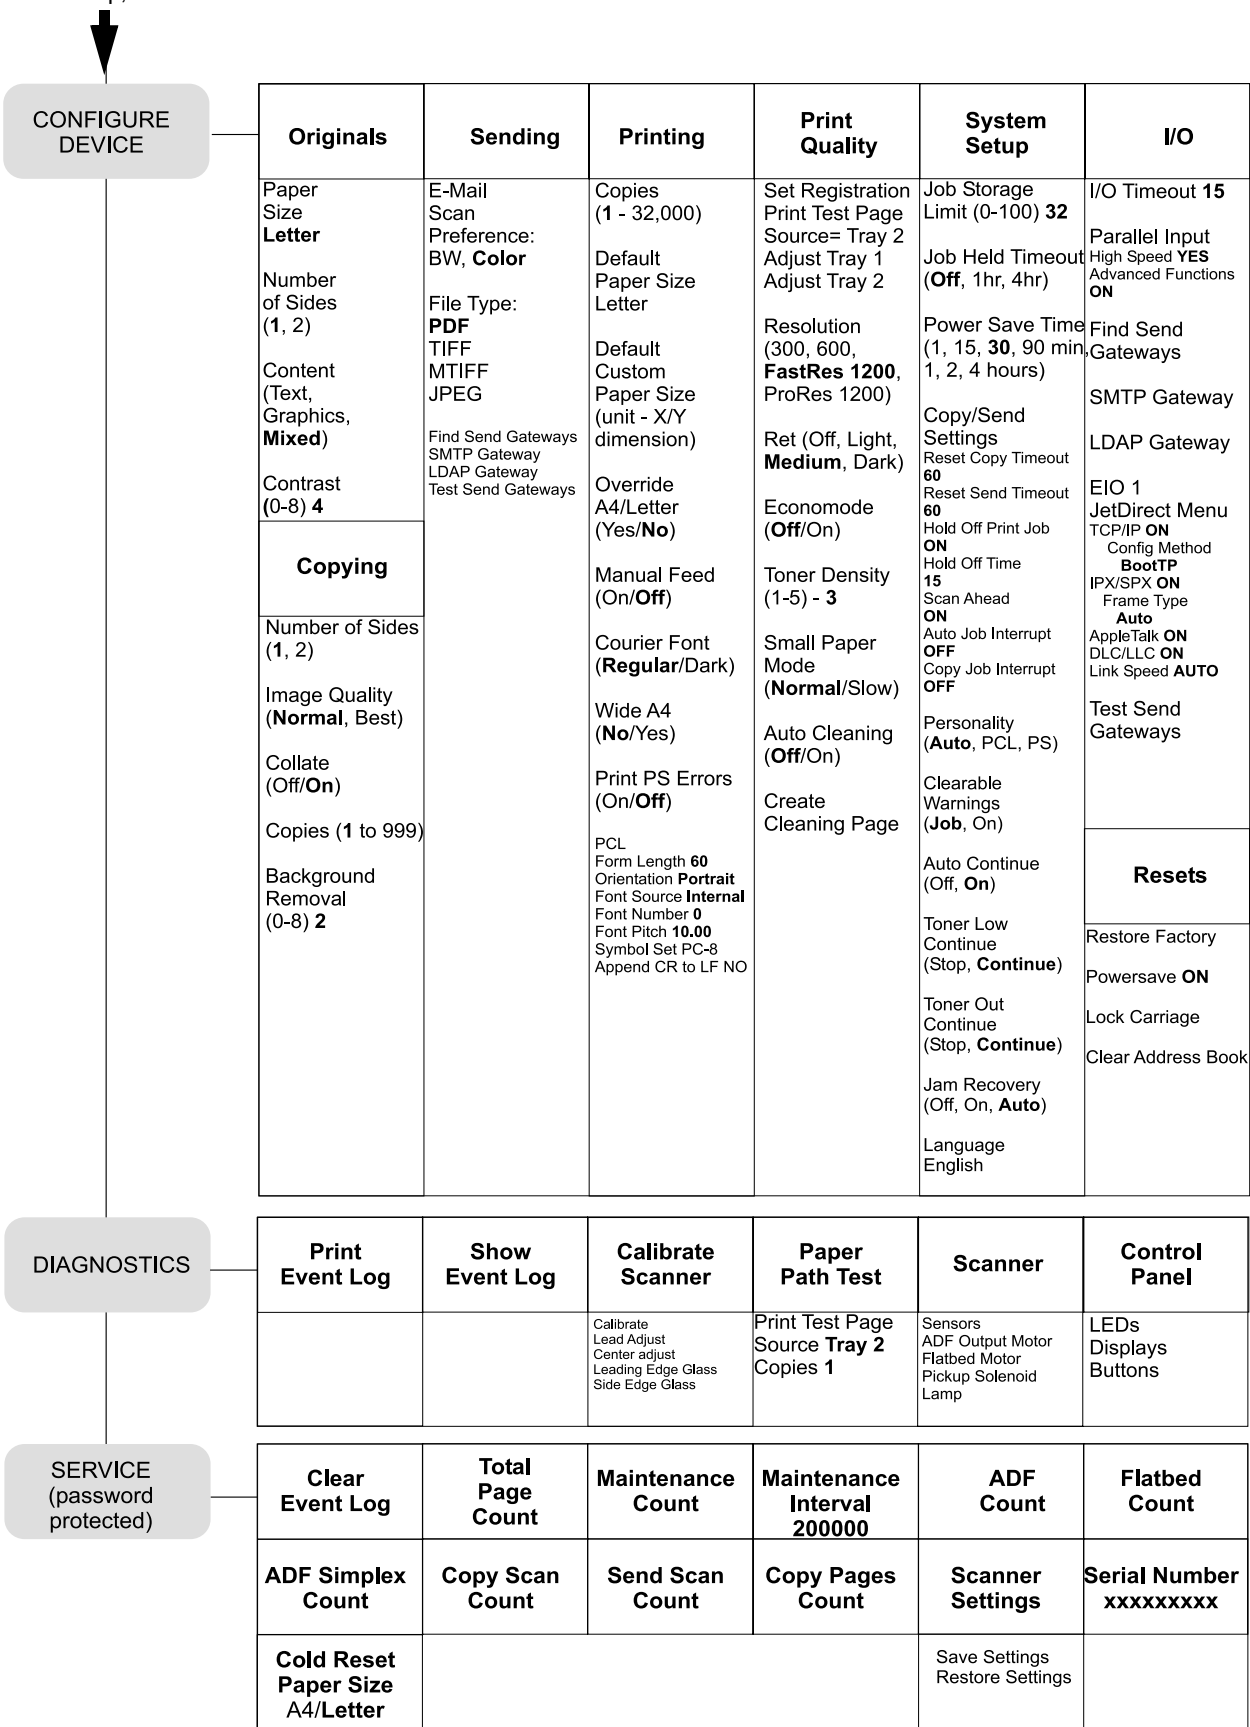 CONFIGURE
DEVICE
Originals
Paper
Size
Letter
Number
of Sides
(1, 2)
Content
(Text,
Graphics,
Mixed)
Contrast
(0-8) 4
Copying
Number of Sides
(1, 2)
Image Quality
(Normal, Best)
Collate
(Off/On)
Copies (1 to 999)
Background
Removal
(0-8) 2
Sending
E-Mail
Scan
Preference:
BW, Color
File Type:
PDF
TIFF
MTIFF
JPEG
Find Send Gateways
SMTP Gateway
LDAP Gateway
Test Send Gateways
Printing
Copies
(1 - 32,000)
Default
Paper Size
Letter
Default
Custom
Paper Size
(unit - X/Y
dimension)
Override
A4/Letter
(Yes/No)
Manual Feed
(On/Off)
Courier Font
(Regular/Dark)
Wide A4
(No/Yes)
Print PS Errors
(On/Off)
PCL
Form Length 60
Orientation Portrait
Font Source Internal
Font Number 0
Font Pitch 10.00
Symbol Set PC-8
Append CR to LF NO
Print
Quality
Set Registration
Print Test Page
Source= Tray 2
Adjust Tray 1
Adjust Tray 2
Resolution
(300, 600,
FastRes 1200,
ProRes 1200)
Ret (Off, Light,
Medium, Dark)
Economode
(Off/On)
Toner Density
(1-5) - 3
Small Paper
Mode
(Normal/Slow)
Auto Cleaning
(Off/On)
Create
Cleaning Page
System
Setup
Job Storage
Limit (0-100) 32
Job Held Timeout
(Off, 1hr, 4hr)
Power Save Time
(1, 15, 30, 90 min,
1, 2, 4 hours)
Copy/Send
Settings
Reset Copy Timeout
60
Reset Send Timeout
60
Hold Off Print Job
ON
Hold Off Time
15
Scan Ahead
ON
Auto Job Interrupt
OFF
Copy Job Interrupt
OFF
Personality
(Auto, PCL, PS)
Clearable
Warnings
(Job, On)
Auto Continue
(Off, On)
Toner Low
Continue
(Stop, Continue)
Toner Out
Continue
(Stop, Continue)
Jam Recovery
(Off, On, Auto)
Language
English
I/O
I/O Timeout 15
Parallel Input
High Speed YES
Advanced Functions
ON
Find Send
Gateways
SMTP Gateway
LDAP Gateway
EIO 1
JetDirect Menu
TCP/IP ON
Config Method
BootTP
IPX/SPX ON
Frame Type
Auto
AppleTalk ON
DLC/LLC ON
Link Speed AUTO
Test Send
Gateways
Resets
Restore Factory
Powersave ON
Lock Carriage
Clear Address Book
DIAGNOSTICS
Print
Event Log
Show
Event Log
Calibrate
Scanner
Calibrate
Lead Adjust
Center adjust
Leading Edge Glass
Side Edge Glass
Paper
Path Test
Print Test Page
Source Tray 2
Copies 1
Scanner
Sensors
ADF Output Motor
Flatbed Motor
Pickup Solenoid
Lamp
Control
Panel
LEDs
Displays
Buttons
SERVICE
(password
protected)
Clear
Event Log
Total
Page
Count
Maintenance
Count
Maintenance
Interval
200000
ADF
Count
Flatbed
Count
ADF Simplex
Count
Copy Scan
Count
Send Scan
Count
Copy Pages
Count
Scanner
Settings
Serial Number
xxxxxxxxx
Cold Reset
Paper Size
A4/Letter
Save Settings
Restore Settings